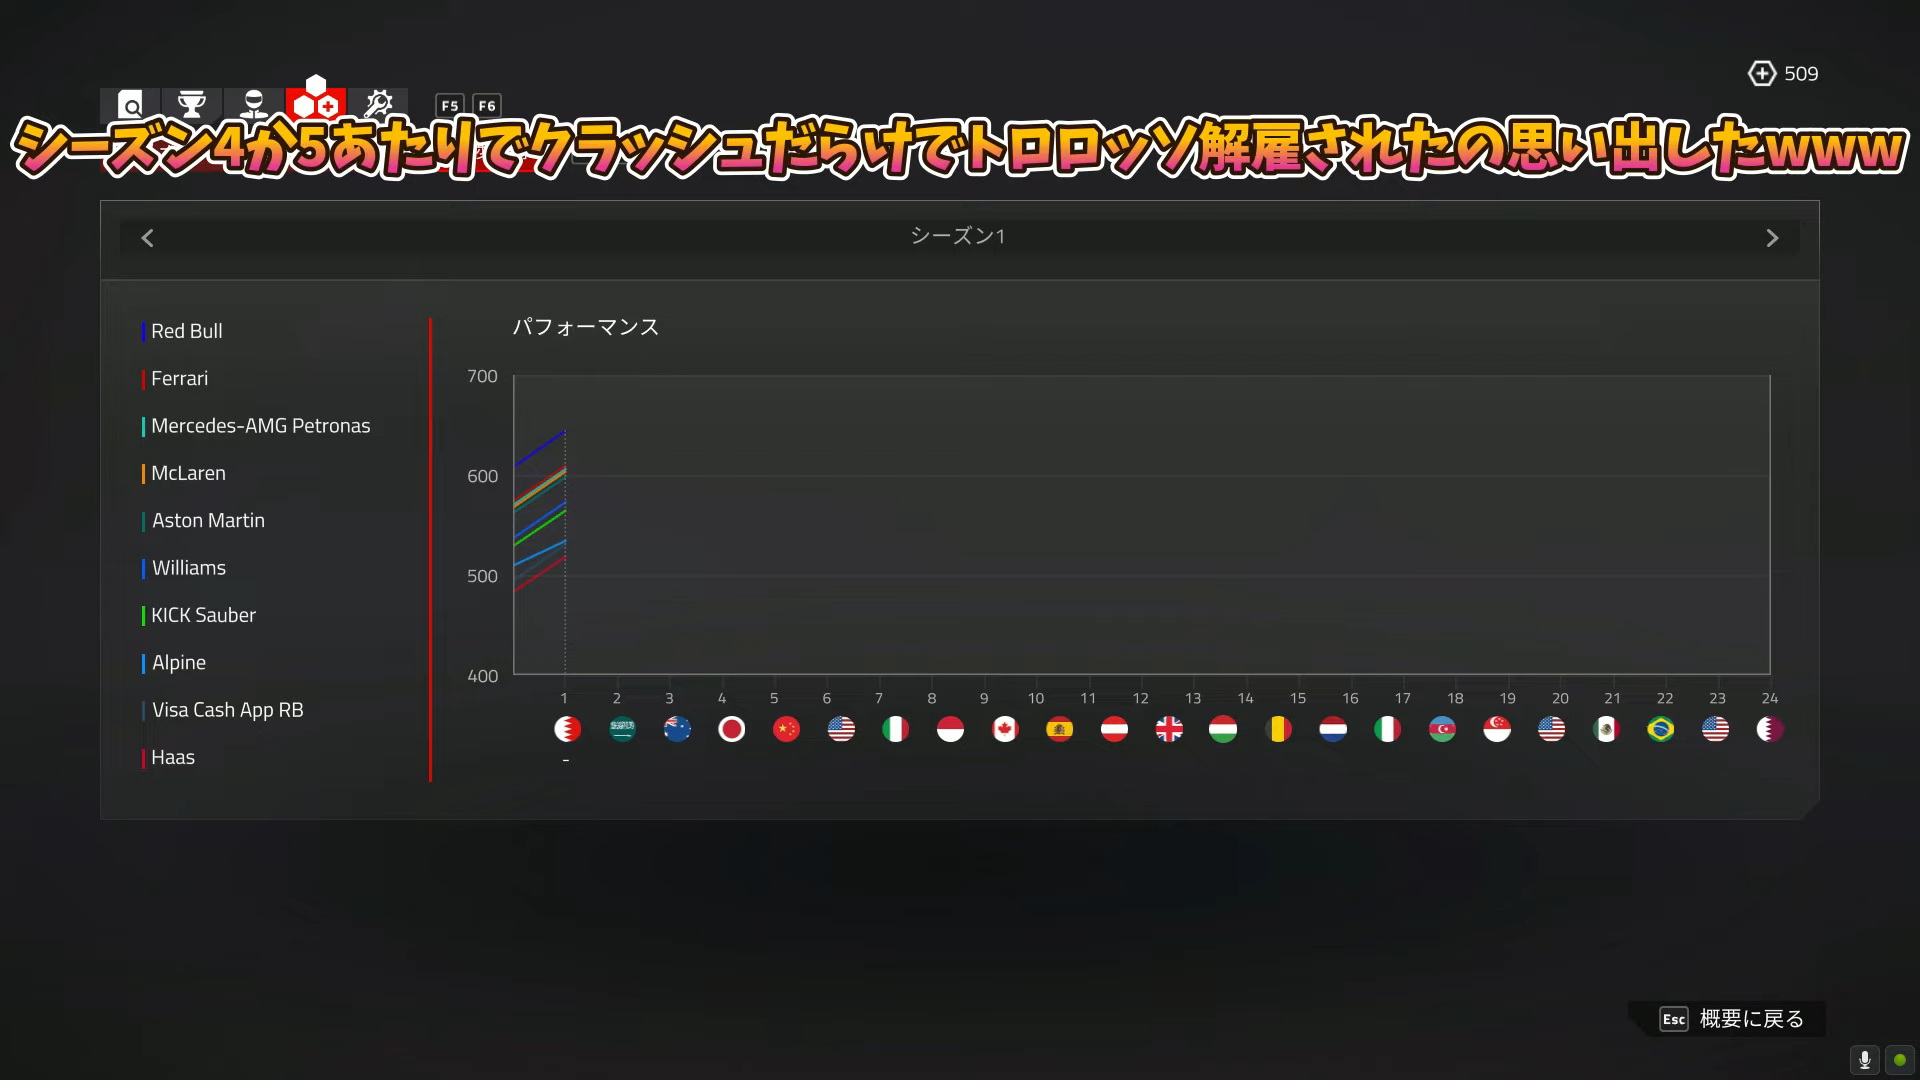 509
F5 F6
シーズン4か5あたりでクラッシュだらけでトロロッソ解雇されたの思い出したwww
シーズン1
Red Bull
Ferrari
Mercedes-AMG Petronas
McLaren
Aston Martin
Williams
KICK Sauber
Alpine
Visa Cash App RB
Haas
パフォーマンス
700
600
500
400
1 2 3 4 5 6 7 8 9 10 11 12 13 14 15 16 17 18 19 20 21 22 23 24
-
Esc 概要に戻る